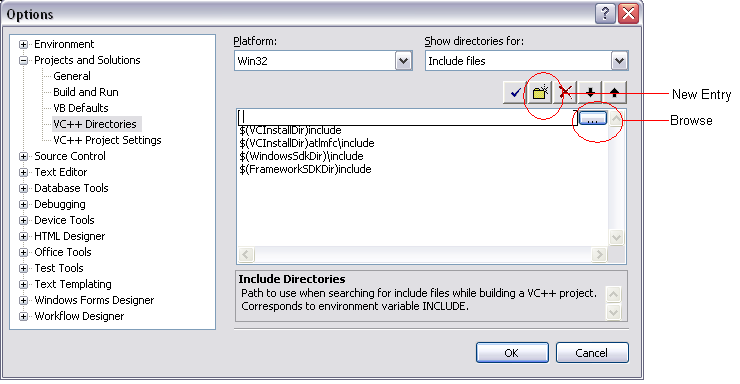 Options
Platform:
Show directories for:
Win32
Include files
Environment
Projects and Solutions
General
Build and Run
VB Defaults
VC++ Directories
VC++ Project Settings
Source Control
Text Editor
Database Tools
Debugging
Device Tools
HTML Designer
Office Tools
Test Tools
Text Templating
Windows Forms Designer
Workflow Designer
New Entry
Browse
...
$(VCInstallDir)include
$(VCInstallDir)atlmfc\include
$(WindowsSdkDir)\include
$(FrameworkSDKDir)include
Include Directories
Path to use when searching for include files while building a VC++ project.
Corresponds to environment variable INCLUDE.
OK
Cancel